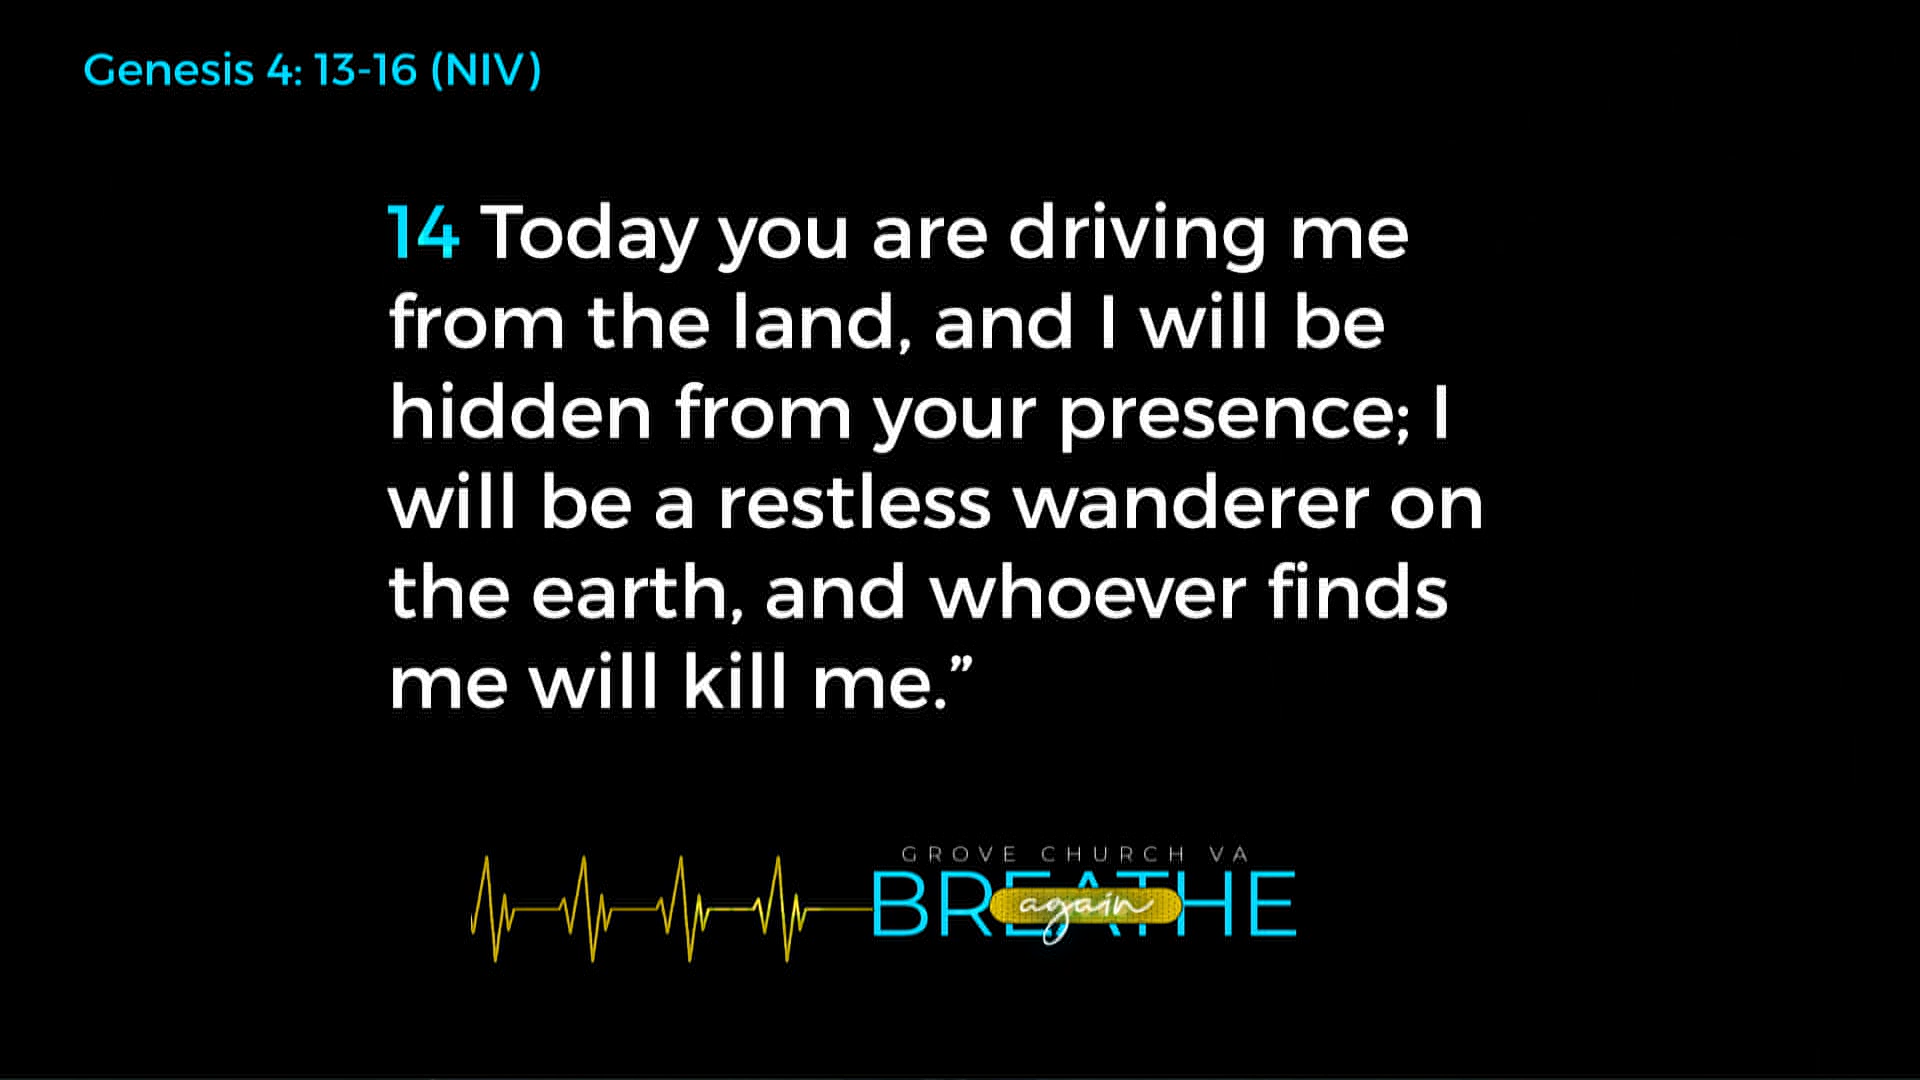 Genesis 4: 13-16 (NIV)
14 Today you are driving me
from the land, and I will be
hidden from your presence; I
will be a restless wanderer on
the earth, and whoever finds
me will kill me.”
GROVE CHURCH VA
BREATHE
again